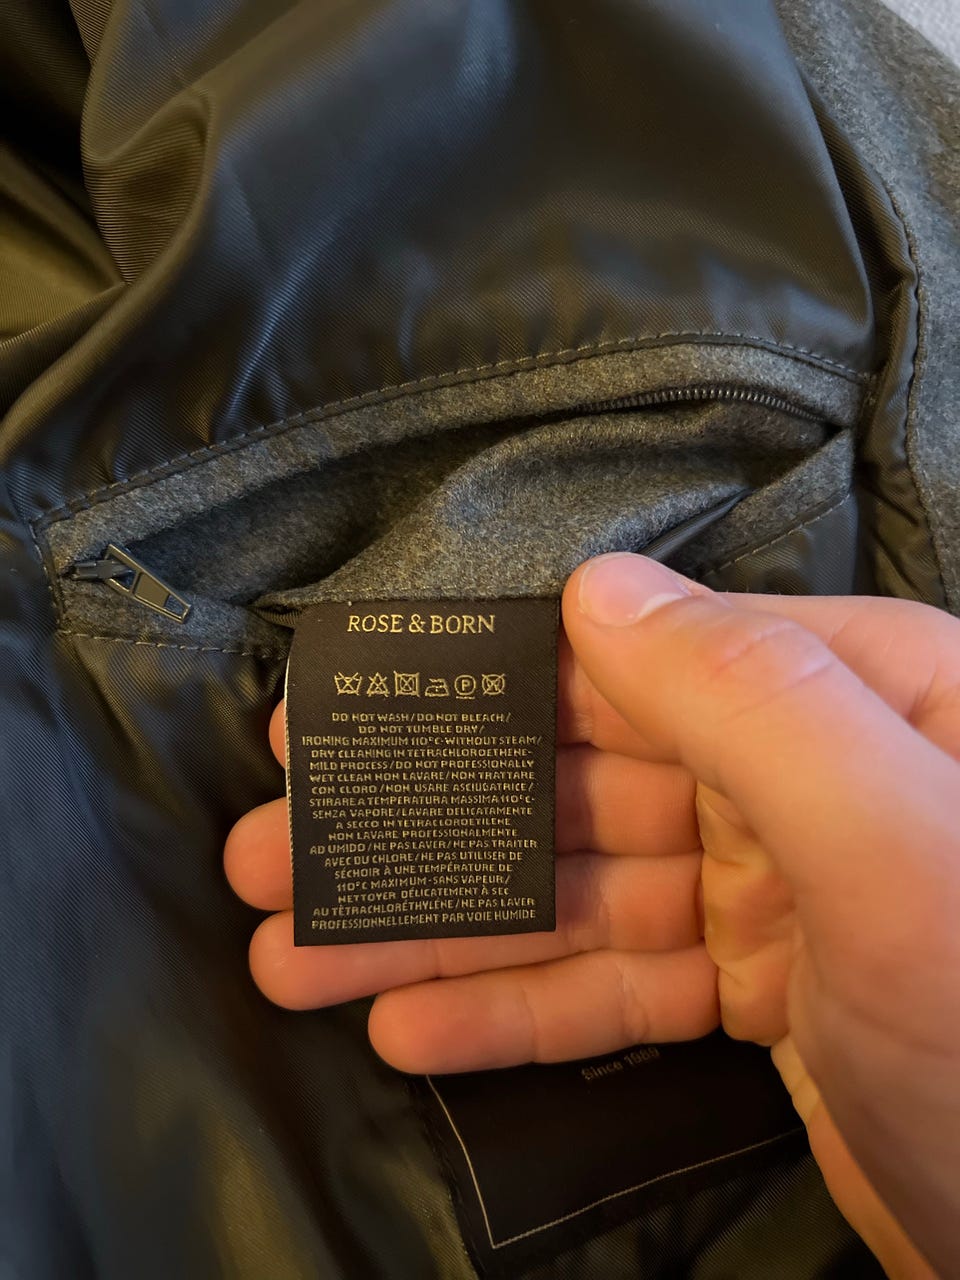 ROSE & BORN
DO NOT WASH/DO NOT BLEACH/
DO NOT TUMBLE DRY/
IRONING MAXIMUM 110°C-WITHOUT STEAM/
DRY CLEANING IN TETRACHLOROETHENE-
MILD PROCESS/DO NOT PROFESSIONALLY
WET CLEAN NON LAVARE/NON TRATTARE
CON CLORO/NON USARE ASCIUGATRICE/
STIRARE A TEMPERATURA MASSIMA 110°C-
SENZA VAPORE/LAVARE DELICATAMENTE
A SECCO IN TETRACLOROETILENE
NON LAVARE PROFESSIONALMENTE
AD UMIDO/NE PAS LAVER/NE PAS TRAITER
AVEC DU CHLORE/NE PAS UTILISER DE
SÉCHOIR À UNE TEMPÉRATURE DE
110°C MAXIMUM-SANS VAPEUR/
NETTOYER DÉLICATEMENT À SEC
AU TÉTRACHLORÉTHYLÉNE/NE PAS LAVER
PROFESSIONNELLEMENT PAR VOIE HUMIDE
Since 1989